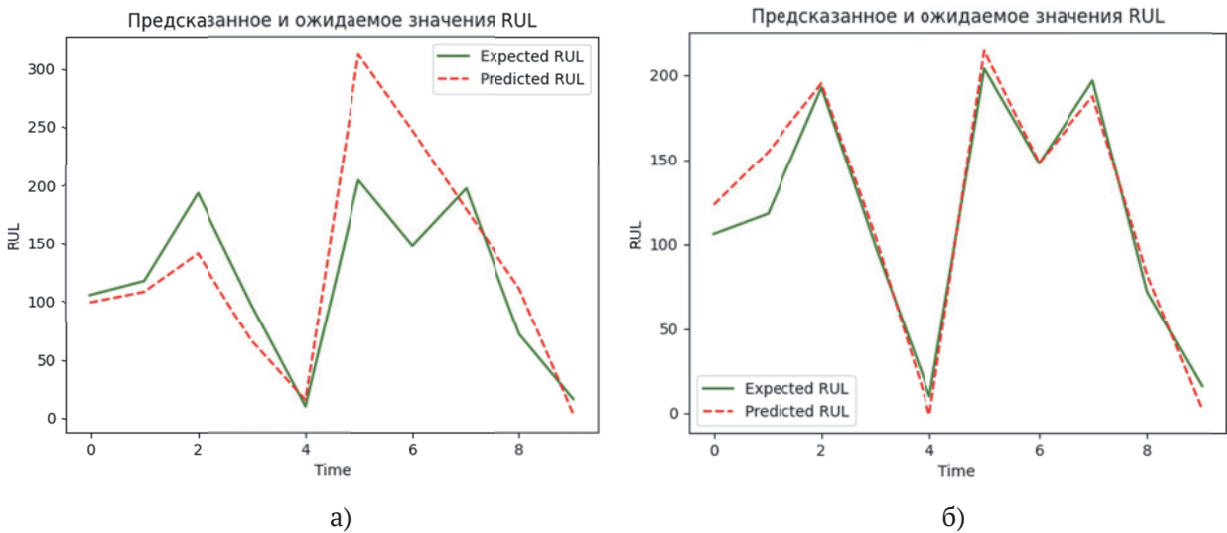 Предсказанное и ожидаемое значения RUL
300
250
200
150
100
50
0
RUL
Expected RUL
Predicted RUL
0 2 4 6 8
Time
а)
Предсказанное и ожидаемое значения RUL
200
150
100
50
0
RUL
Expected RUL
Predicted RUL
0 2 4 6 8
Time
б)